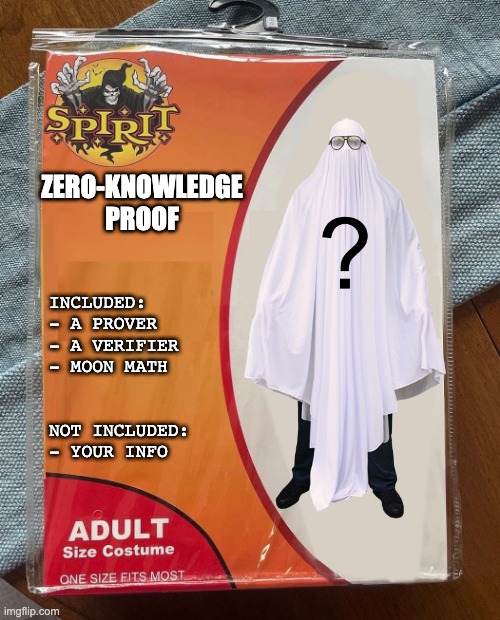 SPIRIT
ZERO-KNOWLEDGE
PROOF
?
INCLUDED:
- A PROVER
- A VERIFIER
- MOON MATH
NOT INCLUDED:
- YOUR INFO
ADULT
Size Costume
ONE SIZE FITS MOST
imgflip.com